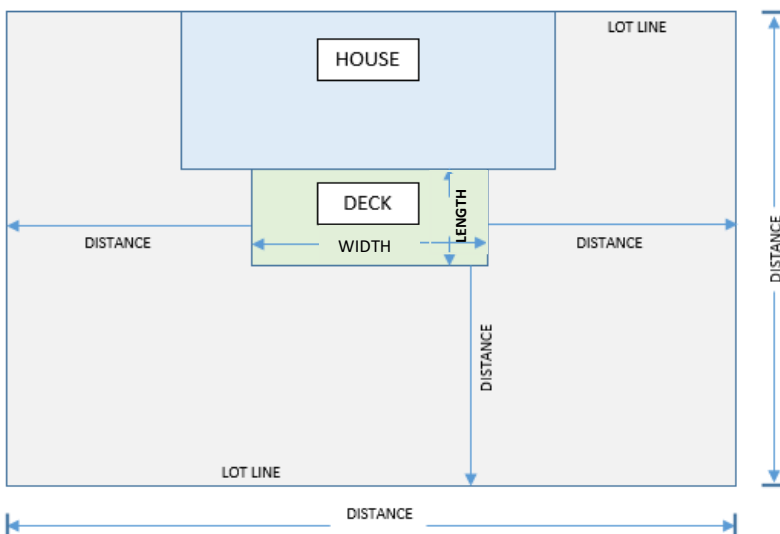 LOT LINE
HOUSE
DECK
LENGTH
WIDTH
DISTANCE
DISTANCE
DISTANCE
DISTANCE
LOT LINE
DISTANCE